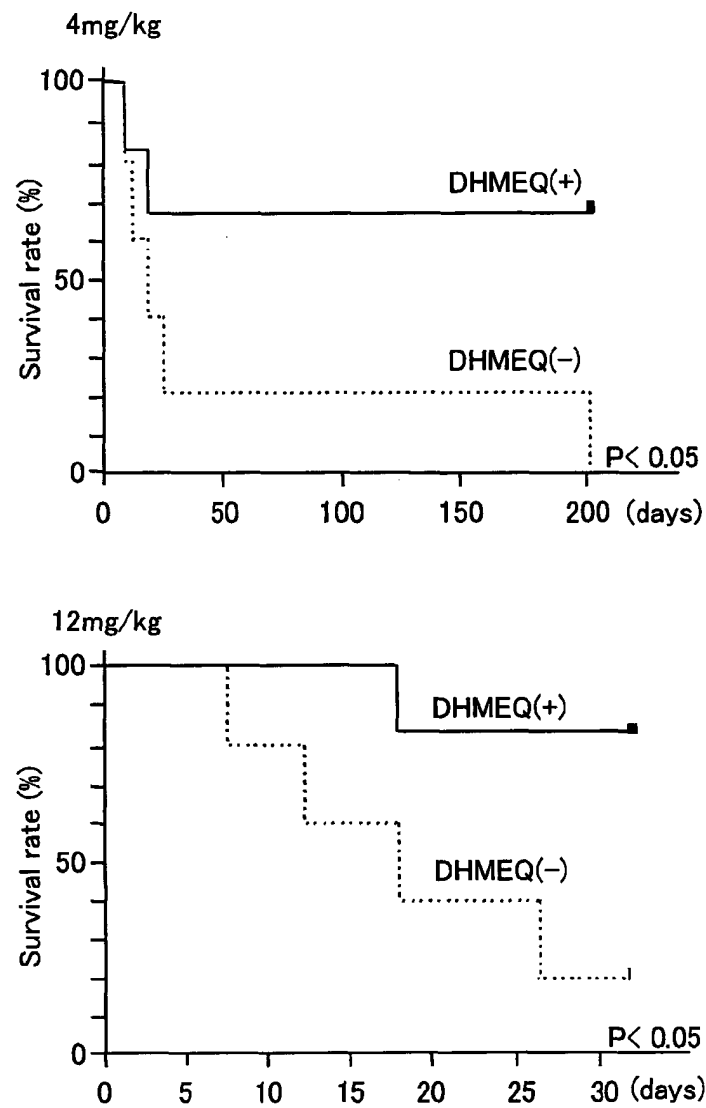 4mg/kg
100
50
0
Survival rate (%)
DHMEQ(+)
DHMEQ(−)
P< 0.05
0 50 100 150 200 (days)
12mg/kg
100
50
0
Survival rate (%)
DHMEQ(+)
DHMEQ(−)
P< 0.05
0 5 10 15 20 25 30 (days)